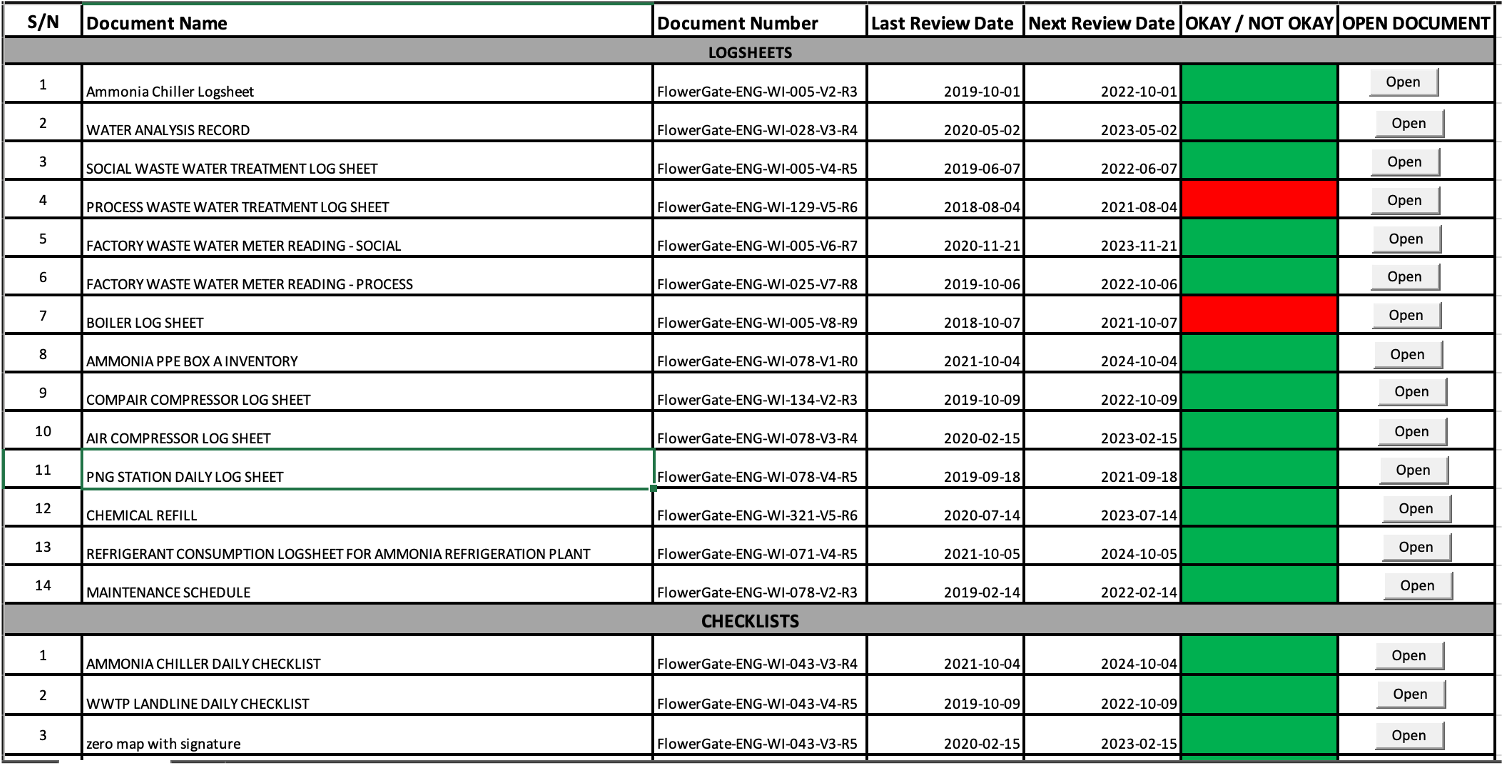 S/N Document Name Document Number Last Review Date Next Review Date OKAY / NOT OKAY OPEN DOCUMENT
LOGSHEETS
1 Ammonia Chiller Logsheet FlowerGate-ENG-WI-005-V2-R3 2019-10-01 2022-10-01 Open
2 WATER ANALYSIS RECORD FlowerGate-ENG-WI-028-V3-R4 2020-05-02 2023-05-02 Open
3 SOCIAL WASTE WATER TREATMENT LOG SHEET FlowerGate-ENG-WI-005-V4-R5 2019-06-07 2022-06-07 Open
4 PROCESS WASTE WATER TREATMENT LOG SHEET FlowerGate-ENG-WI-129-V5-R6 2018-08-04 2021-08-04 Open
5 FACTORY WASTE WATER METER READING - SOCIAL FlowerGate-ENG-WI-005-V6-R7 2020-11-21 2023-11-21 Open
6 FACTORY WASTE WATER METER READING - PROCESS FlowerGate-ENG-WI-025-V7-R8 2019-10-06 2022-10-06 Open
7 BOILER LOG SHEET FlowerGate-ENG-WI-005-V8-R9 2018-10-07 2021-10-07 Open
8 AMMONIA PPE BOX A INVENTORY FlowerGate-ENG-WI-078-V1-R0 2021-10-04 2024-10-04 Open
9 COMPAIR COMPRESSOR LOG SHEET FlowerGate-ENG-WI-134-V2-R3 2019-10-09 2022-10-09 Open
10 AIR COMPRESSOR LOG SHEET FlowerGate-ENG-WI-078-V3-R4 2020-02-15 2023-02-15 Open
11 PNG STATION DAILY LOG SHEET FlowerGate-ENG-WI-078-V4-R5 2019-09-18 2021-09-18 Open
12 CHEMICAL REFILL FlowerGate-ENG-WI-321-V5-R6 2020-07-14 2023-07-14 Open
13 REFRIGERANT CONSUMPTION LOGSHEET FOR AMMONIA REFRIGERATION PLANT FlowerGate-ENG-WI-071-V4-R5 2021-10-05 2024-10-05 Open
14 MAINTENANCE SCHEDULE FlowerGate-ENG-WI-078-V2-R3 2019-02-14 2022-02-14 Open
CHECKLISTS
1 AMMONIA CHILLER DAILY CHECKLIST FlowerGate-ENG-WI-043-V3-R4 2021-10-04 2024-10-04 Open
2 WWTP LANDLINE DAILY CHECKLIST FlowerGate-ENG-WI-043-V4-R5 2019-10-09 2022-10-09 Open
3 zero map with signature FlowerGate-ENG-WI-043-V3-R5 2020-02-15 2023-02-15 Open